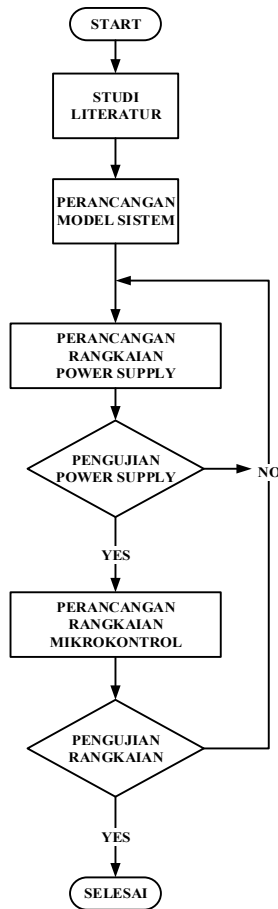 START
STUDI
LITERATUR
PERANCANGAN
MODEL SISTEM
PERANCANGAN
RANGKAIAN
POWER SUPPLY
PENGUJIAN
POWER SUPPLY
NO
YES
PERANCANGAN
RANGKAIAN
MIKROKONTROL
PENGUJIAN
RANGKAIAN
YES
SELESAI